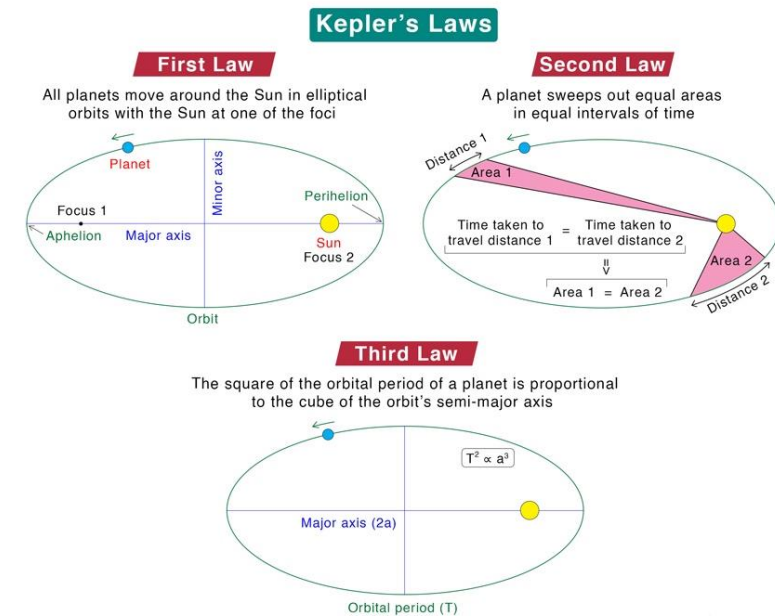 Kepler's Laws
First Law
All planets move around the Sun in elliptical
orbits with the Sun at one of the foci
Planet
Minor axis
Perihelion
Focus 1
Aphelion
Major axis
Sun
Focus 2
Orbit
Second Law
A planet sweeps out equal areas
in equal intervals of time
Distance 1
Area 1
Time taken to travel distance 1 = Time taken to travel distance 2
⇒
Area 1 = Area 2
Area 2
Distance 2
Third Law
The square of the orbital period of a planet is proportional
to the cube of the orbit's semi-major axis
T² ∝ a³
Major axis (2a)
Orbital period (T)